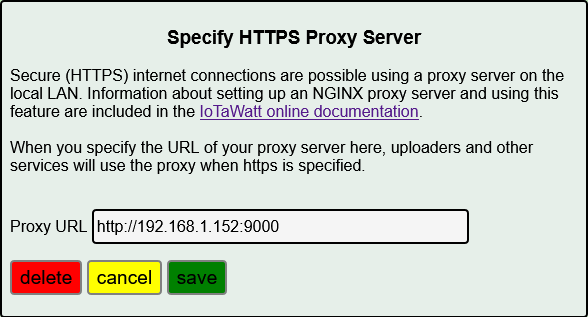 Specify HTTPS Proxy Server
Secure (HTTPS) internet connections are possible using a proxy server on the
local LAN. Information about setting up an NGINX proxy server and using this
feature are included in the IoTaWatt online documentation.
When you specify the URL of your proxy server here, uploaders and other
services will use the proxy when https is specified.
Proxy URL http://192.168.1.152:9000
delete cancel save